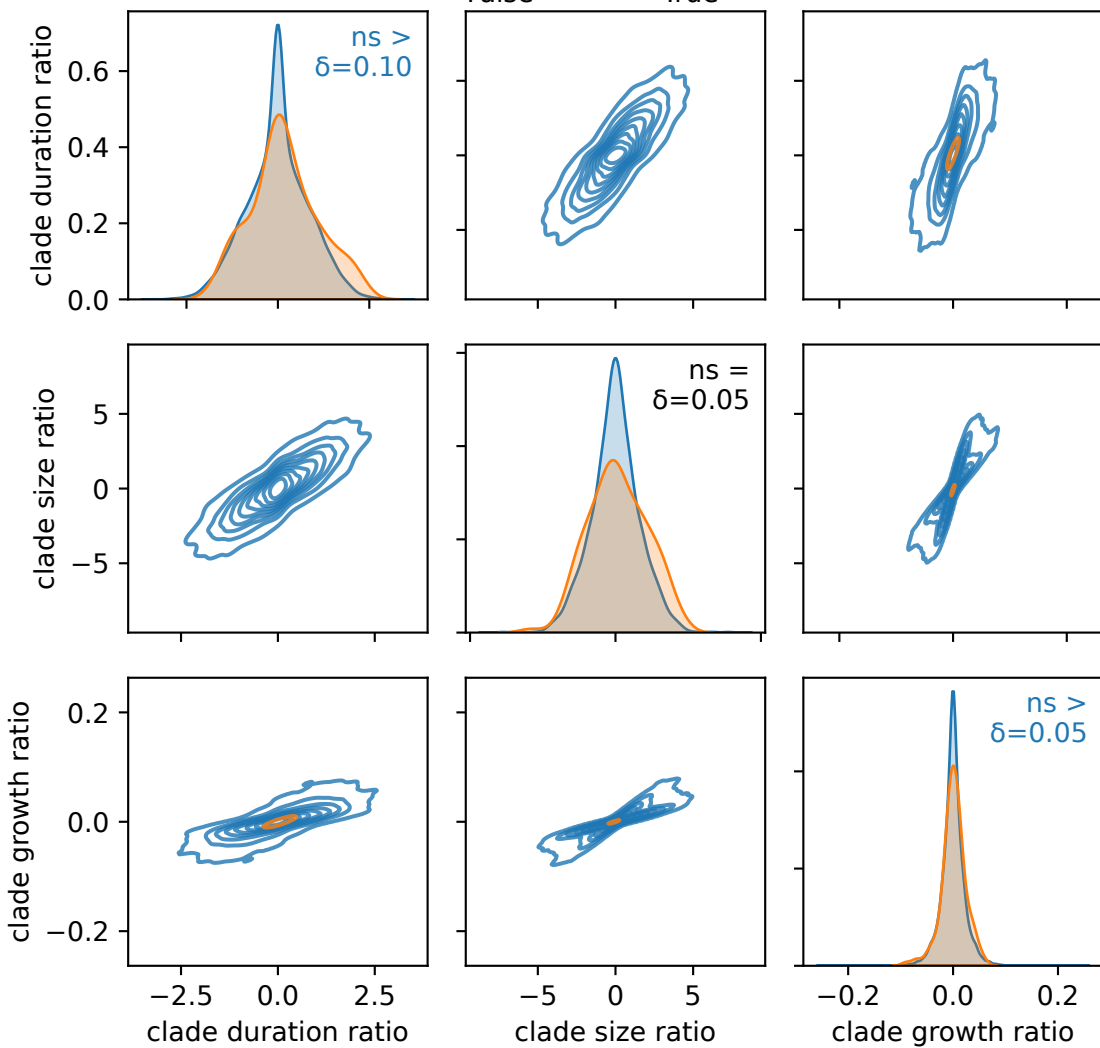 clade duration ratio
0.6
0.4
0.2
0.0
ns >
δ=0.10
clade size ratio
5
0
−5
ns =
δ=0.05
clade growth ratio
0.2
0.0
−0.2
ns >
δ=0.05
−2.5 0.0 2.5
−5 0 5
−0.2 0.0 0.2
clade duration ratio
clade size ratio
clade growth ratio